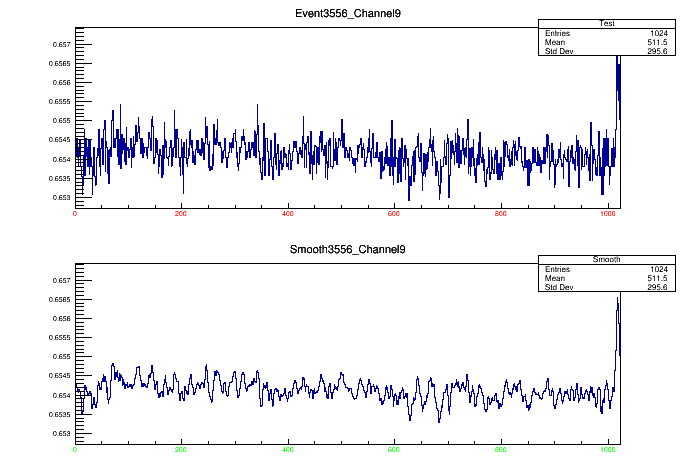 Event3556_Channel9
Test
Entries 1024
Mean 511.5
Std Dev 295.6
0.657
0.6565
0.656
0.6555
0.655
0.6545
0.654
0.6535
0.653
0 200 400 600 800 1000
Smooth3556_Channel9
Smooth
Entries 1024
Mean 511.5
Std Dev 295.6
0.657
0.6565
0.656
0.6555
0.655
0.6545
0.654
0.6535
0.653
0 200 400 600 800 1000